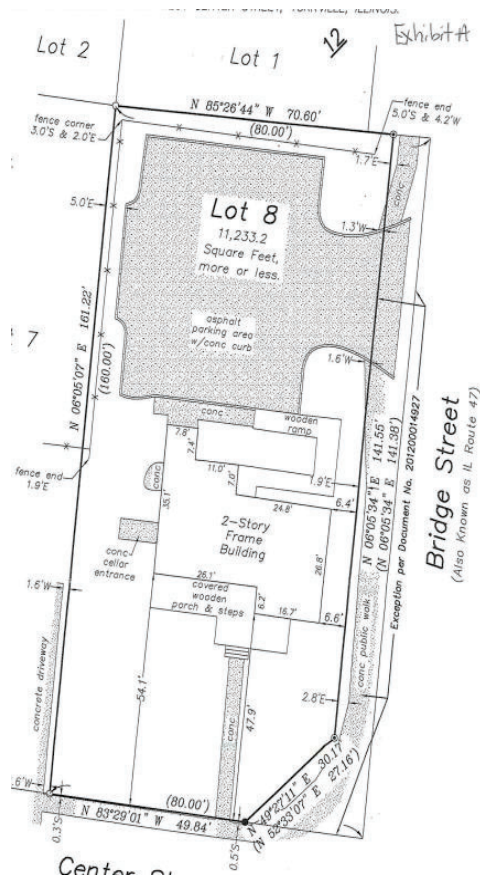 CENTER STREET, YORKVILLE, ILLINOIS.
12
Exhibit A
Lot 2
Lot 1
N 85°26'44" W 70.60'
(80.00')
fence corner
3.0'S & 2.0'E
fence end
5.0'S & 4.2'W
1.7'E
conc
5.0'E
Lot 8
11,233.2
Square Feet,
more or less.
1.3'W
asphalt
parking area
w/conc curb
7
N 06°05'07" E 161.22'
(160.00')
1.6'W
conc.
wooden
ramp
7.8'
7.4'
11.0'
7.0'
1.9'E
24.8'
6.4'
fence end
1.9'E
conc
35.1'
2-Story
Frame
Building
26.8'
conc
cellar
entrance
26.1'
covered
wooden
porch & steps
6.2'
16.7'
6.6'
1.6'W
N 06°05'34" E 141.55'
(N 06°05'34" E 141.38')
Exception per Document No. 201200014927
Bridge Street
(Also Known as IL Route 47)
conc public walk
concrete driveway
54.1'
conc
47.9'
2.8'E
.6'W
(80.00')
N 83°29'01" W 49.84'
N 49°27'11" E 30.17'
(N 52°33'07" E 27.16')
0.3'S
0.5'S
Center